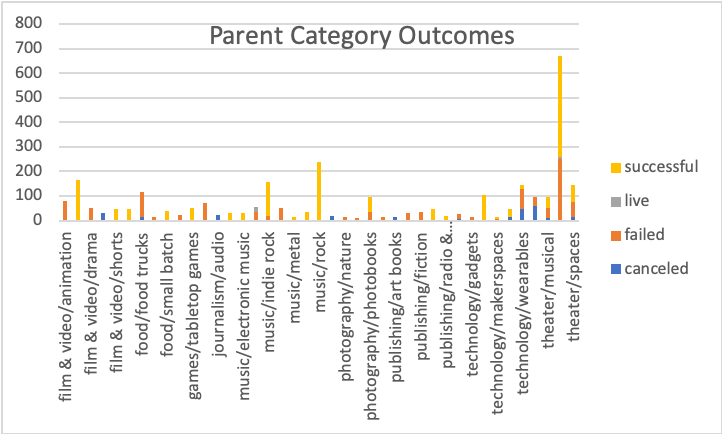 Parent Category Outcomes
800
700
600
500
400
300
200
100
0
film & video/animation
film & video/drama
film & video/shorts
food/food trucks
food/small batch
games/tabletop games
journalism/audio
music/electronic music
music/indie rock
music/metal
music/rock
photography/nature
photography/photobooks
publishing/art books
publishing/fiction
publishing/radio &...
technology/gadgets
technology/makerspaces
technology/wearables
theater/musical
theater/spaces
successful
live
failed
canceled